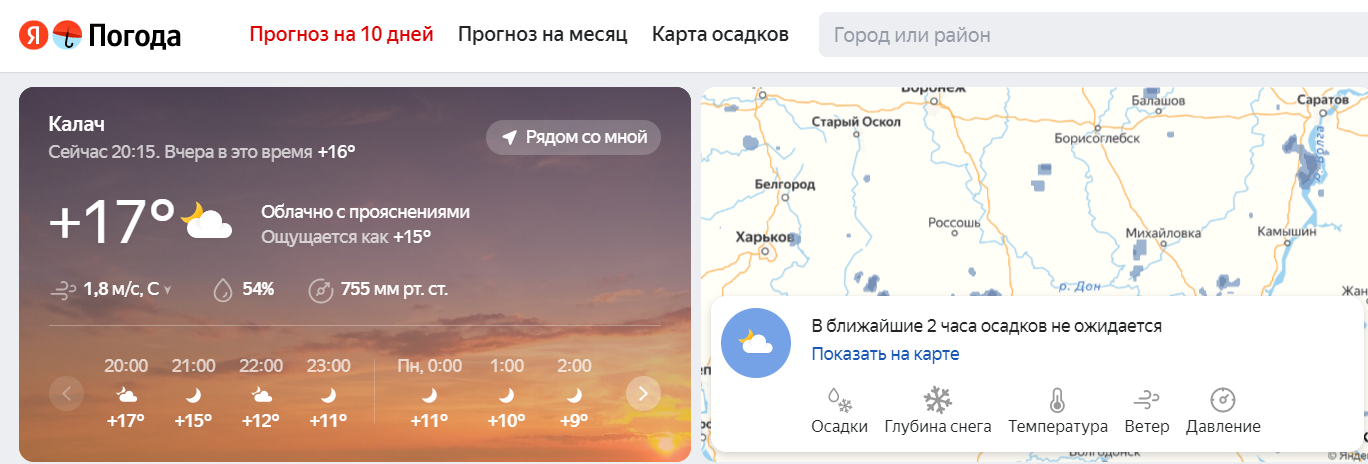 Я Погода
Прогноз на 10 дней Прогноз на месяц Карта осадков Город или район
Калач
Сейчас 20:15. Вчера в это время +16°
Рядом со мной
+17°
Облачно с прояснениями
Ощущается как +15°
1,8 м/с, С 54% 755 мм рт. ст.
20:00 21:00 22:00 23:00 Пн, 0:00 1:00 2:00
+17° +15° +12° +11° +11° +10° +9°
Воронеж
Балашов
Саратов
Старый Оскол
Борисоглебск
р. Волга
Белгород
Россошь
Харьков
Михайловка
Камышин
р. Дон
В ближайшие 2 часа осадков не ожидается
Показать на карте
Осадки Глубина снега Температура Ветер Давление
Волгодонск